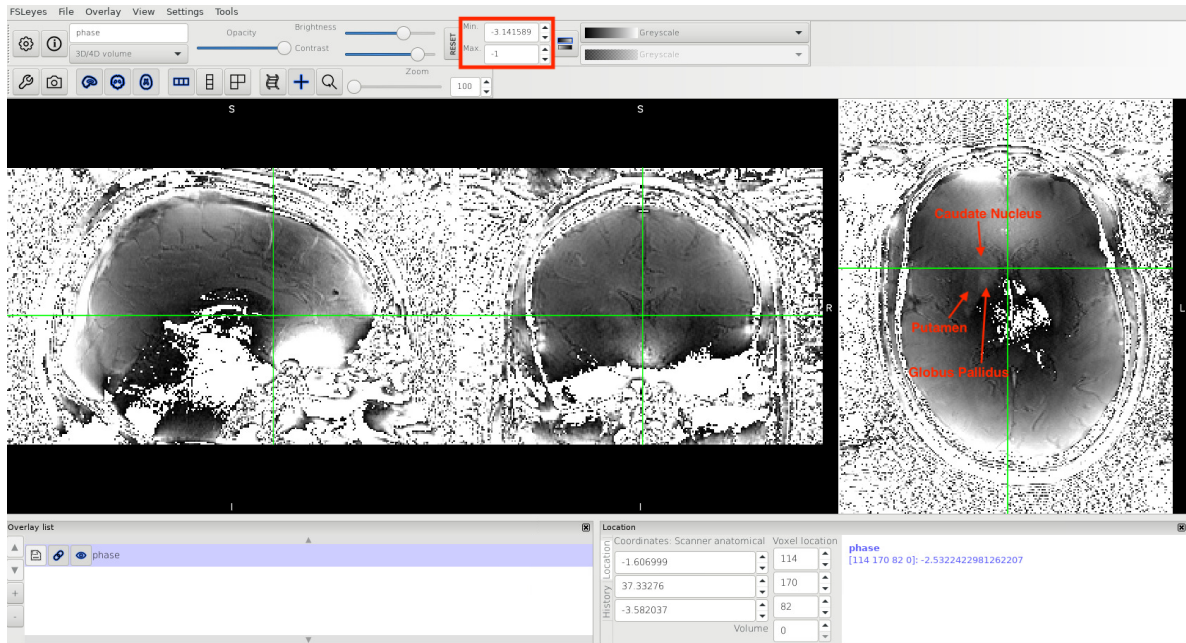 FSLeyes File Overlay View Settings Tools
phase
3D/4D volume
Opacity
Brightness
Contrast
RESET
Min.
-3.141589
Max.
-1
Greyscale
Greyscale
Zoom
100
S
S
R
L
I
I
Caudate Nucleus
Putamen
Globus Pallidus
Overlay list
phase
+
-
Location
Location
History
Coordinates: Scanner anatomical Voxel location
-1.606999
114
37.33276
170
-3.582037
82
Volume
0
phase
[114 170 82 0]: -2.5322422981262207